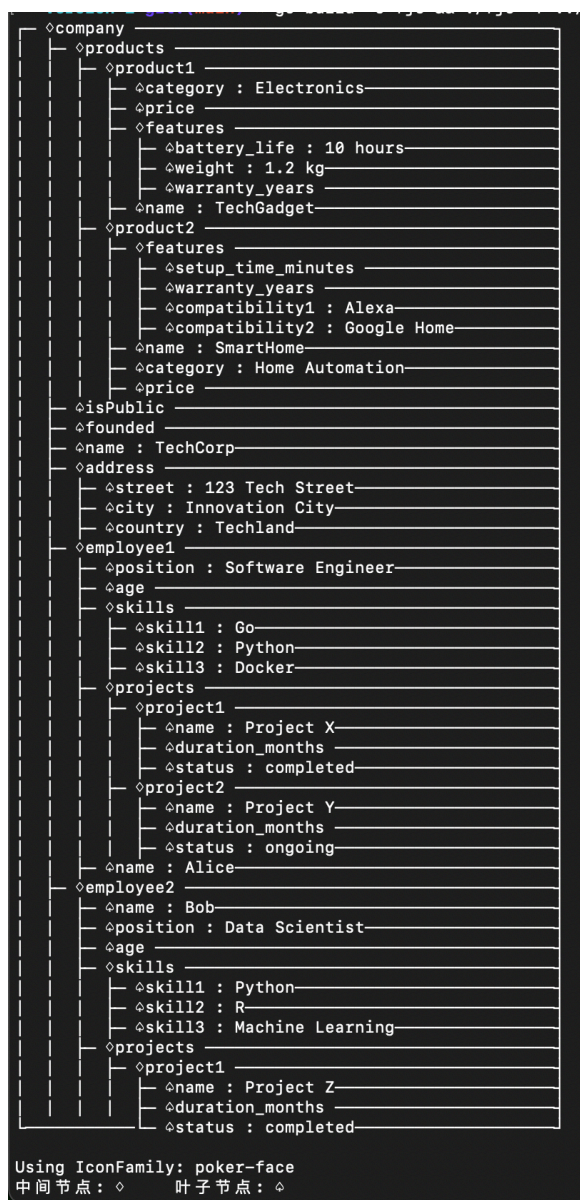 ♢company
♢products
♢product1
♤category : Electronics
♤price
♢features
♤battery_life : 10 hours
♤weight : 1.2 kg
♤warranty_years
♤name : TechGadget
♢product2
♢features
♤setup_time_minutes
♤warranty_years
♤compatibility1 : Alexa
♤compatibility2 : Google Home
♤name : SmartHome
♤category : Home Automation
♤price
♤isPublic
♤founded
♤name : TechCorp
♢address
♤street : 123 Tech Street
♤city : Innovation City
♤country : Techland
♢employee1
♤position : Software Engineer
♤age
♢skills
♤skill1 : Go
♤skill2 : Python
♤skill3 : Docker
♢projects
♢project1
♤name : Project X
♤duration_months
♤status : completed
♢project2
♤name : Project Y
♤duration_months
♤status : ongoing
♤name : Alice
♢employee2
♤name : Bob
♤position : Data Scientist
♤age
♢skills
♤skill1 : Python
♤skill2 : R
♤skill3 : Machine Learning
♢projects
♢project1
♤name : Project Z
♤duration_months
♤status : completed
Using IconFamily: poker-face
中间节点: ♢ 叶子节点: ♤